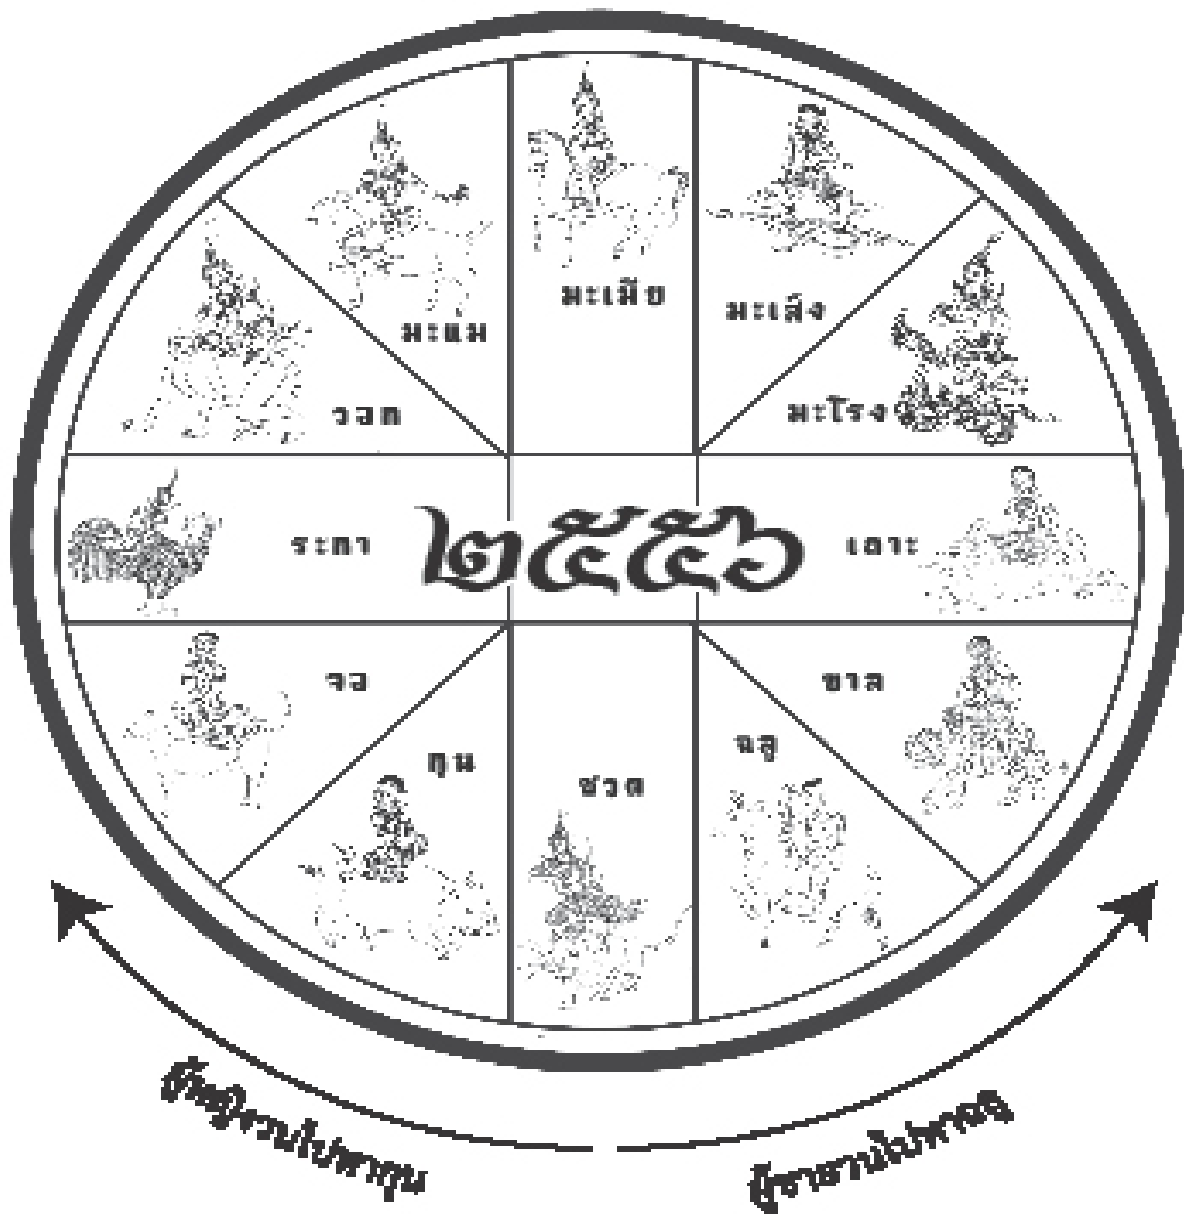 มะเมีย
มะเส็ง
มะแม
มะโรง
วอก
ระกา
๒๕๕๖
เถาะ
จอ
ขาล
กุน
ชวด
ฉลู
ผู้หญิงวนไปหากุน
ผู้ชายวนไปหาฉลู